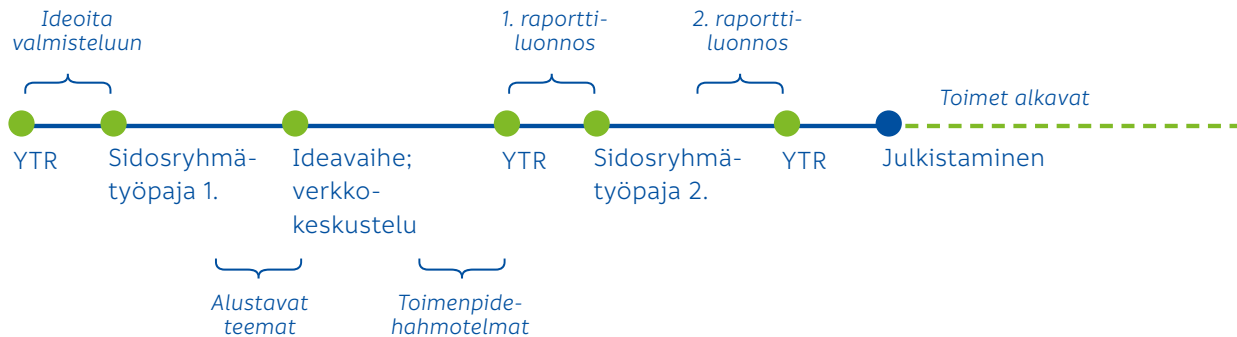 Ideoita
valmisteluun
1. raportti-
luonnos
2. raportti-
luonnos
Toimet alkavat
YTR
Sidosryhmä-
työpaja 1.
Ideavaihe;
verkko-
keskustelu
YTR
Sidosryhmä-
työpaja 2.
YTR
Julkistaminen
Alustavat
teemat
Toimenpide-
hahmotelmat